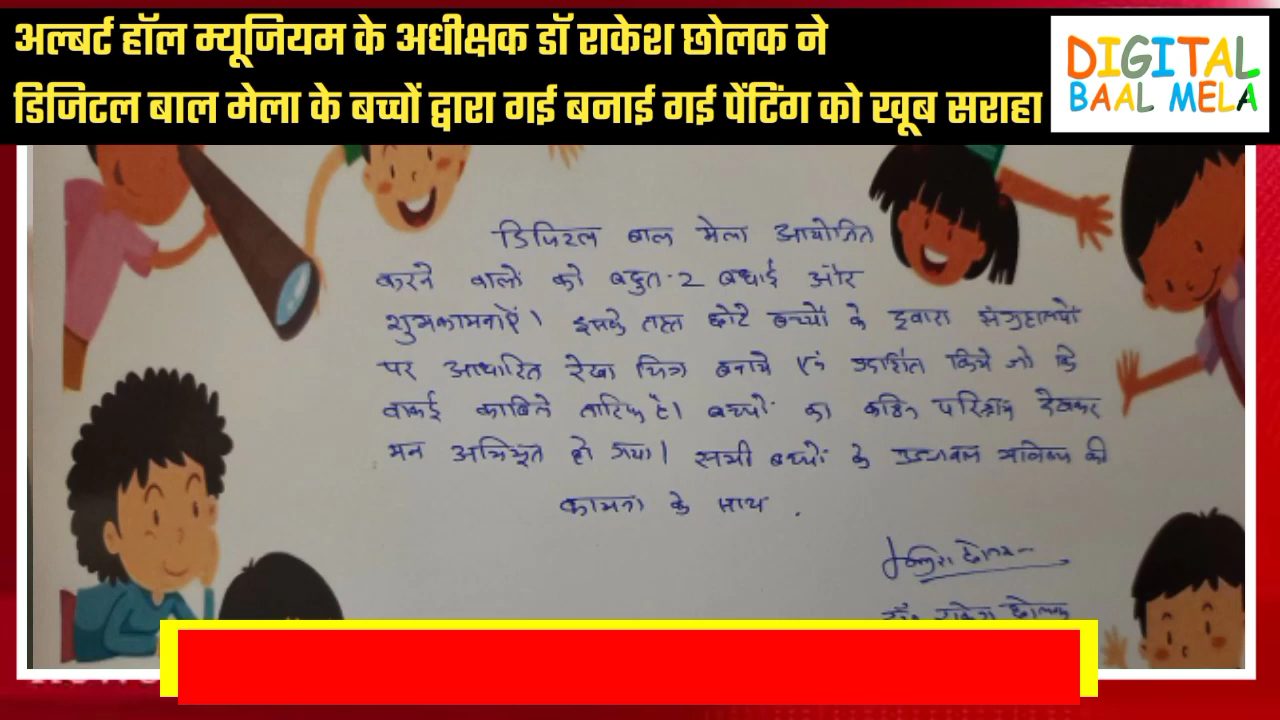 अल्बर्ट हॉल म्यूजियम के अधीक्षक डॉ राकेश छोलक ने
डिजिटल बाल मेला के बच्चों द्वारा गई बनाई गई पेंटिंग को खूब सराहा
DIGITAL
BAAL MELA
डिजिटल बाल मेला आयोजित
करने वालों को बहुत-2 बधाई और
शुभकामनाऐं। इसके तहत छोटे बच्चों के द्वारा संग्रहालयों
पर आधारित रेखा चित्र बनाये एवं प्रदर्शित किये जो कि
वाकई काबिले तारिफ है। बच्चों का कठिन परिश्रम देखकर
मन अभिभूत हो गया। सभी बच्चों के उज्जवल भविष्य की
कामना के साथ .
डॉ॰ राकेश छोलक